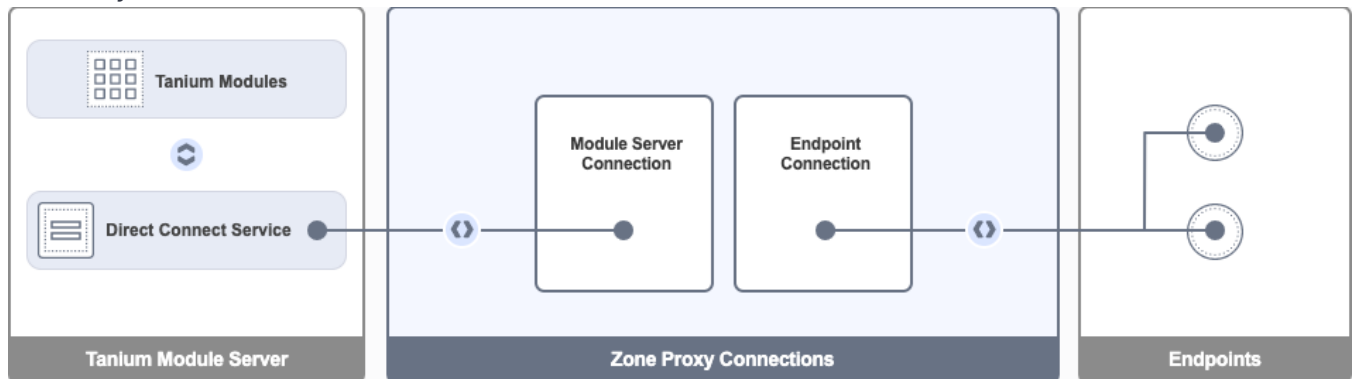 Tanium Modules
Direct Connect Service
Tanium Module Server
Module Server
Connection
Endpoint
Connection
Zone Proxy Connections
Endpoints